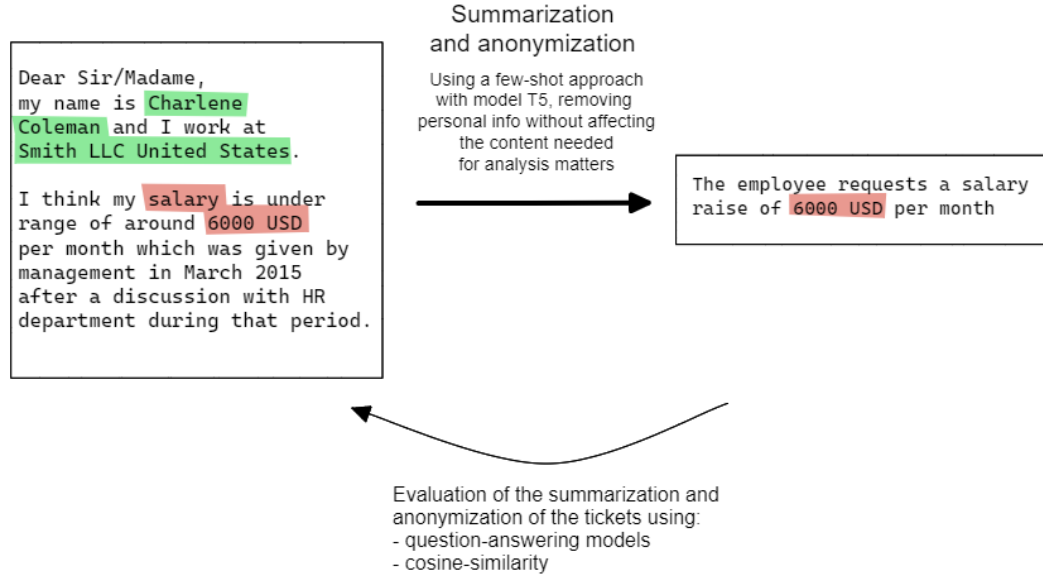 Summarization
and anonymization
Using a few-shot approach
with model T5, removing
personal info without affecting
the content needed
for analysis matters
Dear Sir/Madame,
my name is Charlene
Coleman and I work at
Smith LLC United States.
I think my salary is under
range of around 6000 USD
per month which was given by
management in March 2015
after a discussion with HR
department during that period.
The employee requests a salary
raise of 6000 USD per month
Evaluation of the summarization and
anonymization of the tickets using:
- question-answering models
- cosine-similarity